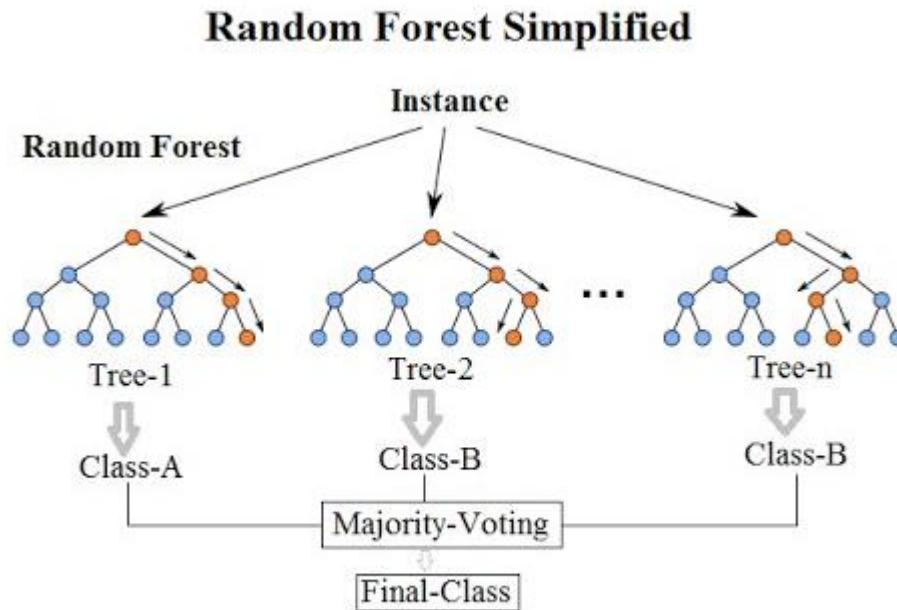 Random Forest Simplified
Instance
Random Forest
...
Tree-1
Tree-2
Tree-n
Class-A
Class-B
Class-B
Majority-Voting
Final-Class